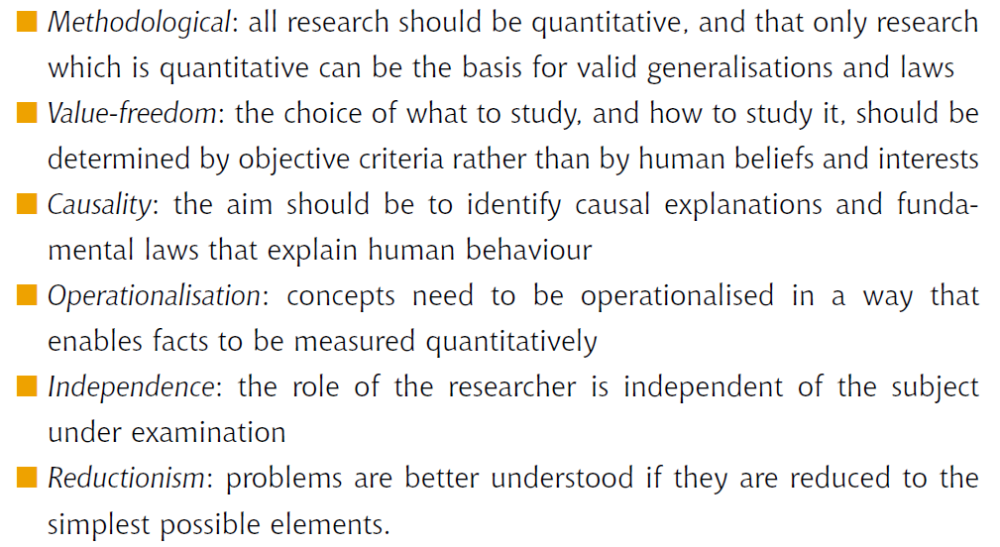 ■ Methodological: all research should be quantitative, and that only research
which is quantitative can be the basis for valid generalisations and laws
■ Value-freedom: the choice of what to study, and how to study it, should be
determined by objective criteria rather than by human beliefs and interests
■ Causality: the aim should be to identify causal explanations and funda-
mental laws that explain human behaviour
■ Operationalisation: concepts need to be operationalised in a way that
enables facts to be measured quantitatively
■ Independence: the role of the researcher is independent of the subject
under examination
■ Reductionism: problems are better understood if they are reduced to the
simplest possible elements.